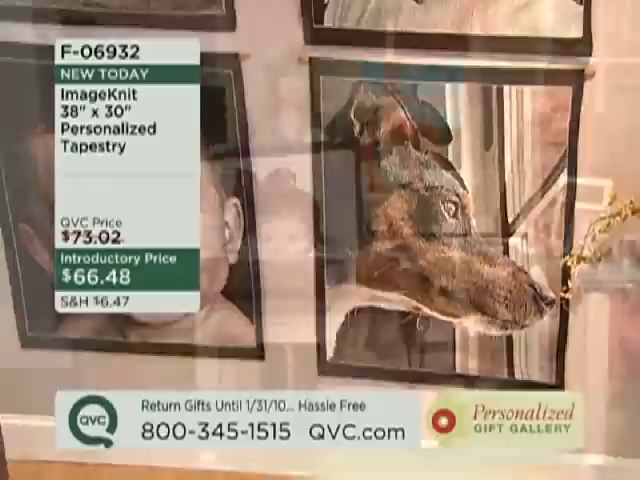 F-06932
NEW TODAY
ImageKnit
38" x 30"
Personalized
Tapestry
QVC Price
$73.02
Introductory Price
$66.48
S&H $6.47
QVC
Return Gifts Until 1/31/10... Hassle Free
800-345-1515 QVC.com
Personalized
GIFT GALLERY